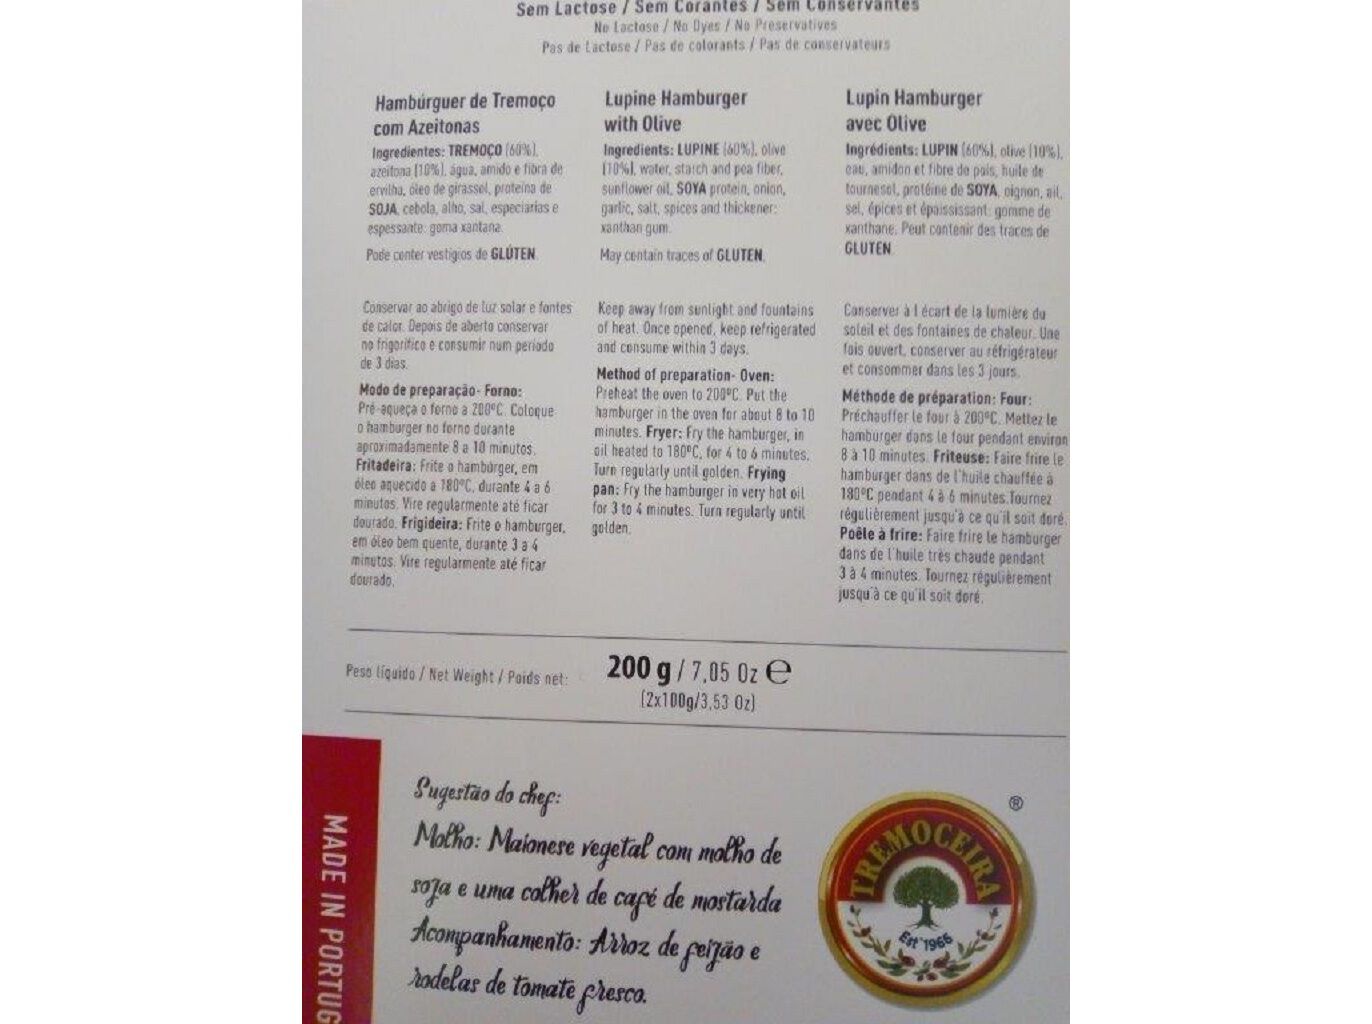 Sem Lactose / Sem Corantes / Sem Conservantes
No Lactose / No Dyes / No Preservatives
Pas de Lactose / Pas de colorants / Pas de conservateurs
Hambúrguer de Tremoço
com Azeitonas
Ingredientes: TREMOÇO (60%),
azeitona (10%), água, amido e fibra de
ervilha, óleo de girassol, proteína de
SOJA, cebola, alho, sal, especiarias e
espessante: goma xantana.
Pode conter vestígios de GLÚTEN.
Conservar ao abrigo de luz solar e fontes
de calor. Depois de aberto conservar
no frigorífico e consumir num período
de 3 dias.
Modo de preparação- Forno:
Pré-aqueça o forno a 200ºC. Coloque
o hambúrguer no forno durante
aproximadamente 8 a 10 minutos.
Fritadeira: Frite o hambúrger, em
óleo aquecido a 180ºC, durante 4 a 6
minutos. Vire regularmente até ficar
dourado. Frigideira: Frite o hamburger,
em óleo bem quente, durante 3 a 4
minutos. Vire regularmente até ficar
dourado.
Lupine Hamburger
with Olive
Ingredients: LUPINE (60%), olive
(10%), water, starch and pea fiber,
sunflower oil, SOYA protein, onion,
garlic, salt, spices and thickener:
xanthan gum.
May contain traces of GLUTEN.
Keep away from sunlight and fountains
of heat. Once opened, keep refrigerated
and consume within 3 days.
Method of preparation- Oven:
Preheat the oven to 200ºC. Put the
hamburger in the oven for about 8 to 10
minutes. Fryer: Fry the hamburger, in
oil heated to 180ºC, for 4 to 6 minutes.
Turn regularly until golden. Frying
pan: Fry the hamburger in very hot oil
for 3 to 4 minutes. Turn regularly until
golden.
Lupin Hamburger
avec Olive
Ingrédients: LUPIN (60%), olive (10%),
eau, amidon et fibre de pois, huile de
tournesol, protéine de SOYA, oignon, ail,
sel, épices et épaississant: gomme de
xanthane. Peut contenir des traces de
GLUTEN.
Conserver à l écart de la lumière du
soleil et des fontaines de chaleur. Une
fois ouvert, conserver au réfrigérateur
et consommer dans les 3 jours.
Méthode de préparation: Four:
Préchauffer le four à 200ºC. Mettez le
hamburger dans le four pendant environ
8 à 10 minutes. Friteuse: Faire frire le
hamburger dans de l'huile chauffée à
180ºC pendant 4 à 6 minutes.Tournez
régulièrement jusqu'à ce qu'il soit doré.
Poêle à frire: Faire frire le hamburger
dans de l'huile très chaude pendant
3 à 4 minutes. Tournez régulièrement
jusqu'à ce qu'il soit doré.
Peso líquido / Net Weight / Poids net:
200 g / 7,05 Oz ℮
(2x100g/3,53 Oz)
MADE IN PORTUG
Sugestão do chef:
Molho: Maionese vegetal com molho de
soja e uma colher de café de mostarda
Acompanhamento: Arroz de feijão e
rodelas de tomate fresco.
®
TREMOCEIRA
Est 1966